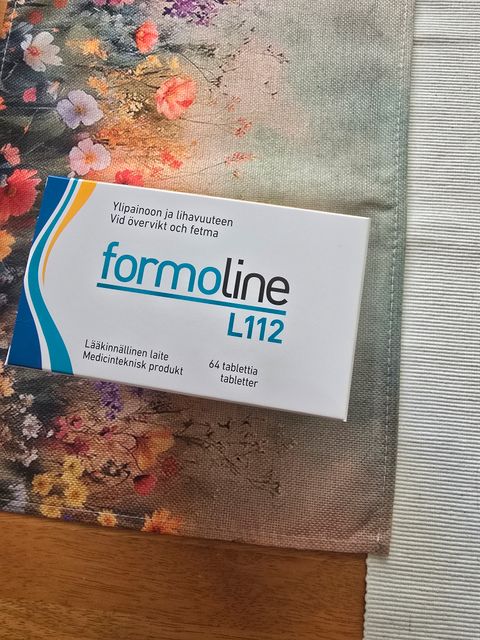 Ylipainoon ja lihavuuteen
Vid övervikt och fetma
formoline
L112
Lääkinnällinen laite
Medicinteknisk produkt
64 tablettia
tabletter